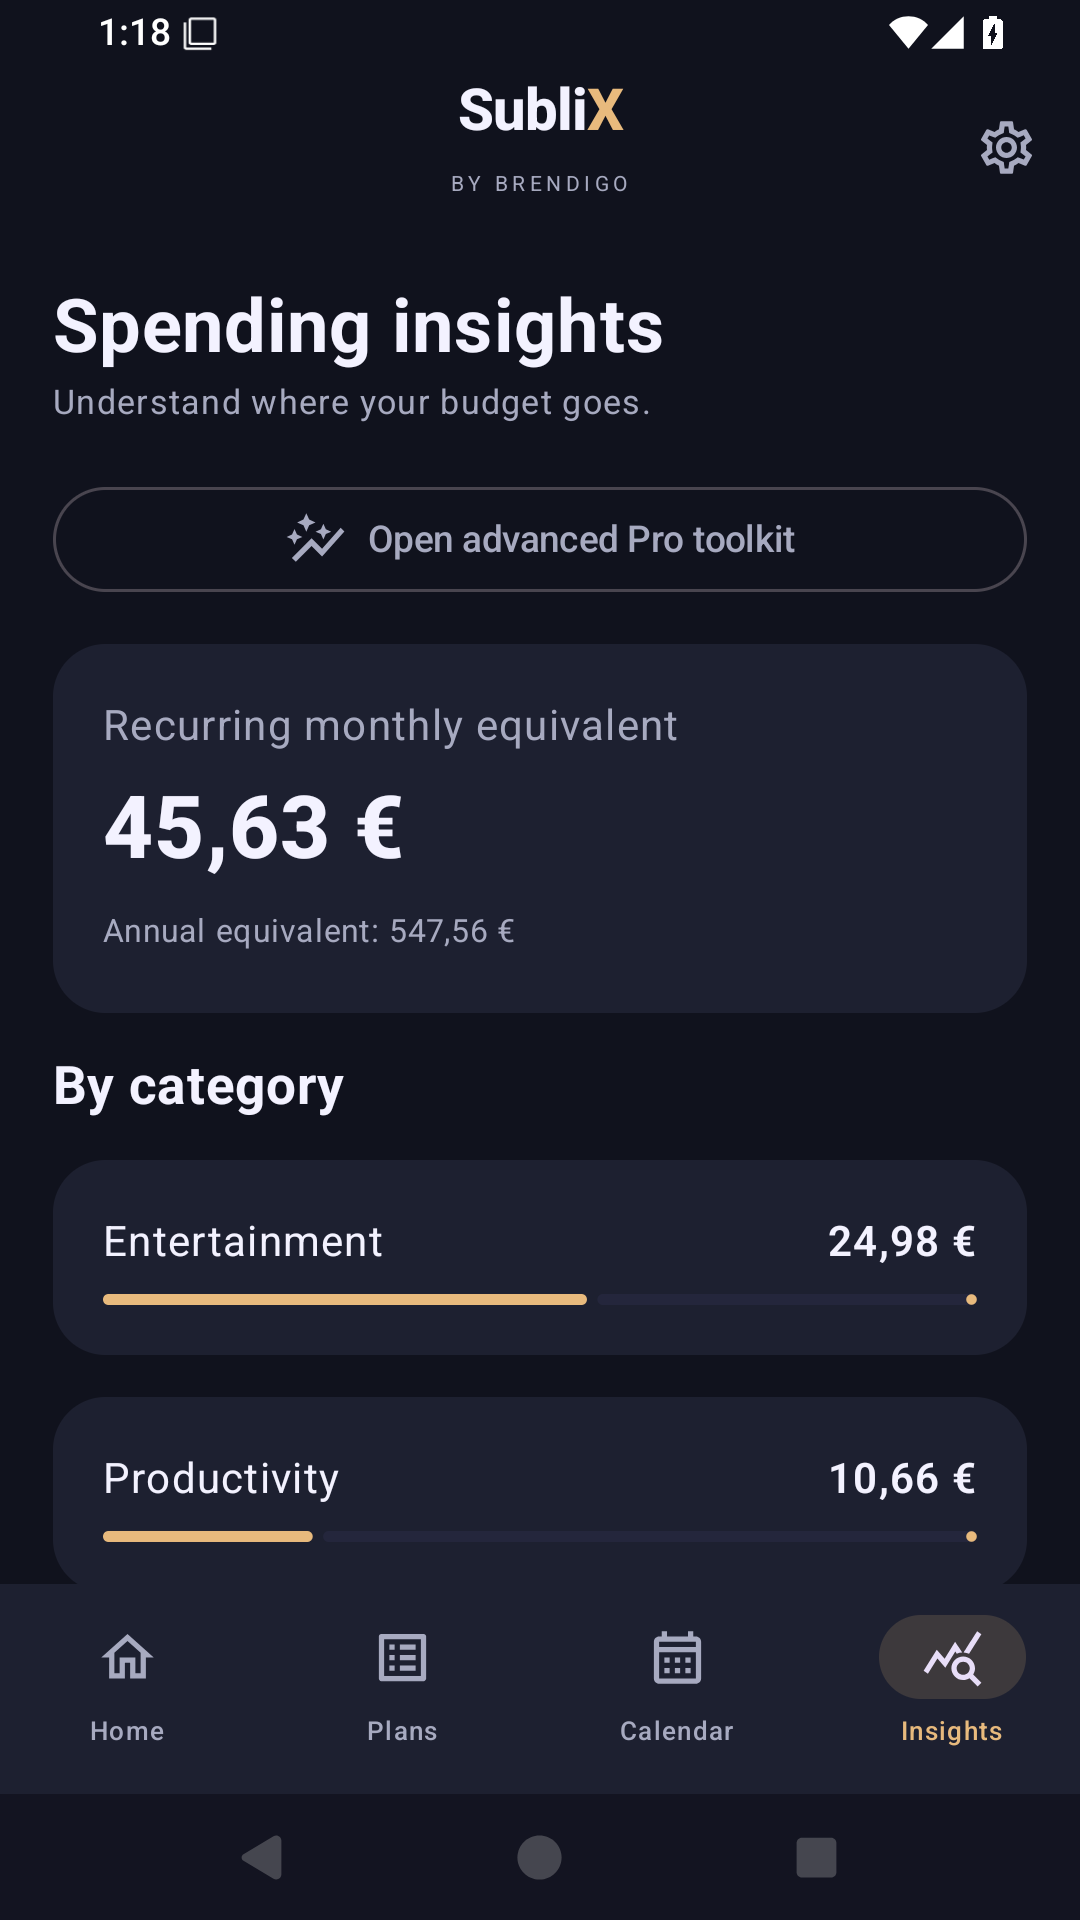 1:18
SubliX
BY BRENDIGO
Spending insights
Understand where your budget goes.
Open advanced Pro toolkit
Recurring monthly equivalent
45,63 €
Annual equivalent: 547,56 €
By category
Entertainment 24,98 €
Productivity 10,66 €
Home Plans Calendar Insights